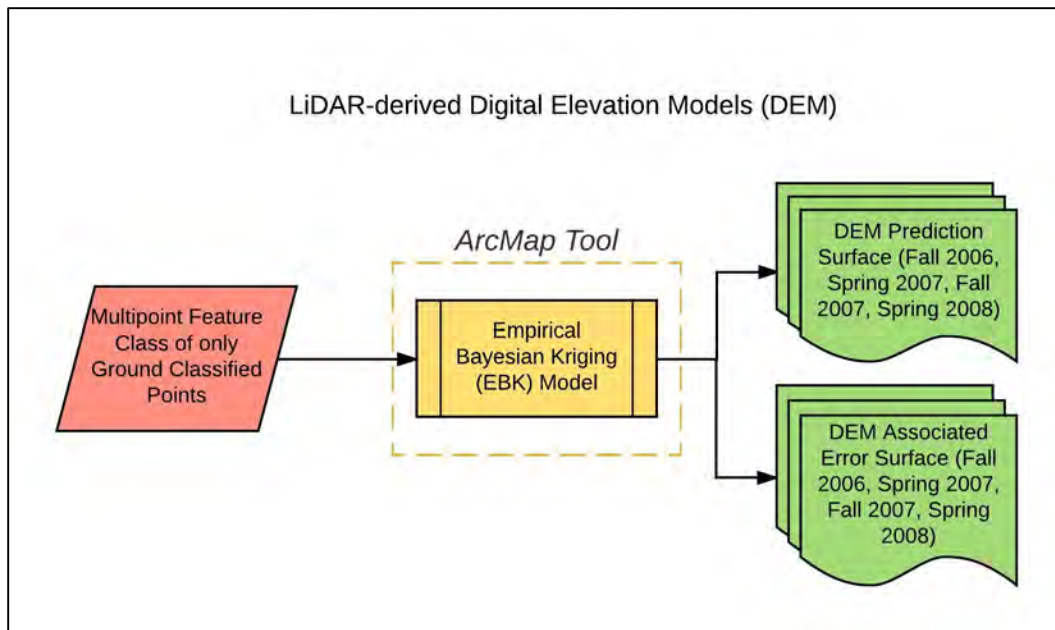 LiDAR-derived Digital Elevation Models (DEM)
ArcMap Tool
Multipoint Feature
Class of only
Ground Classified
Points
Empirical
Bayesian Kriging
(EBK) Model
DEM Prediction
Surface (Fall 2006,
Spring 2007, Fall
2007, Spring 2008)
DEM Associated
Error Surface (Fall
2006, Spring 2007,
Fall 2007, Spring
2008)